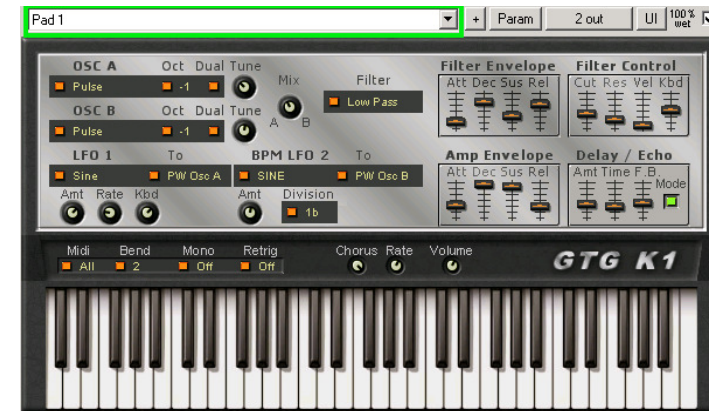 Pad 1 + Param 2 out UI 100% wet
OSC A Oct Dual Tune Mix Filter Filter Envelope Filter Control
Pulse -1 Low Pass Att Dec Sus Rel Cut Res Vel Kbd
OSC B Oct Dual Tune A B
Pulse -1
LFO 1 To BPM LFO 2 To Amp Envelope Delay / Echo
Sine PW Osc A SINE PW Osc B Att Dec Sus Rel Amt Time F.B.
Amt Rate Kbd Amt Division Mode
1b
Midi Bend Mono Retrig Chorus Rate Volume GTG K1
All 2 Off Off